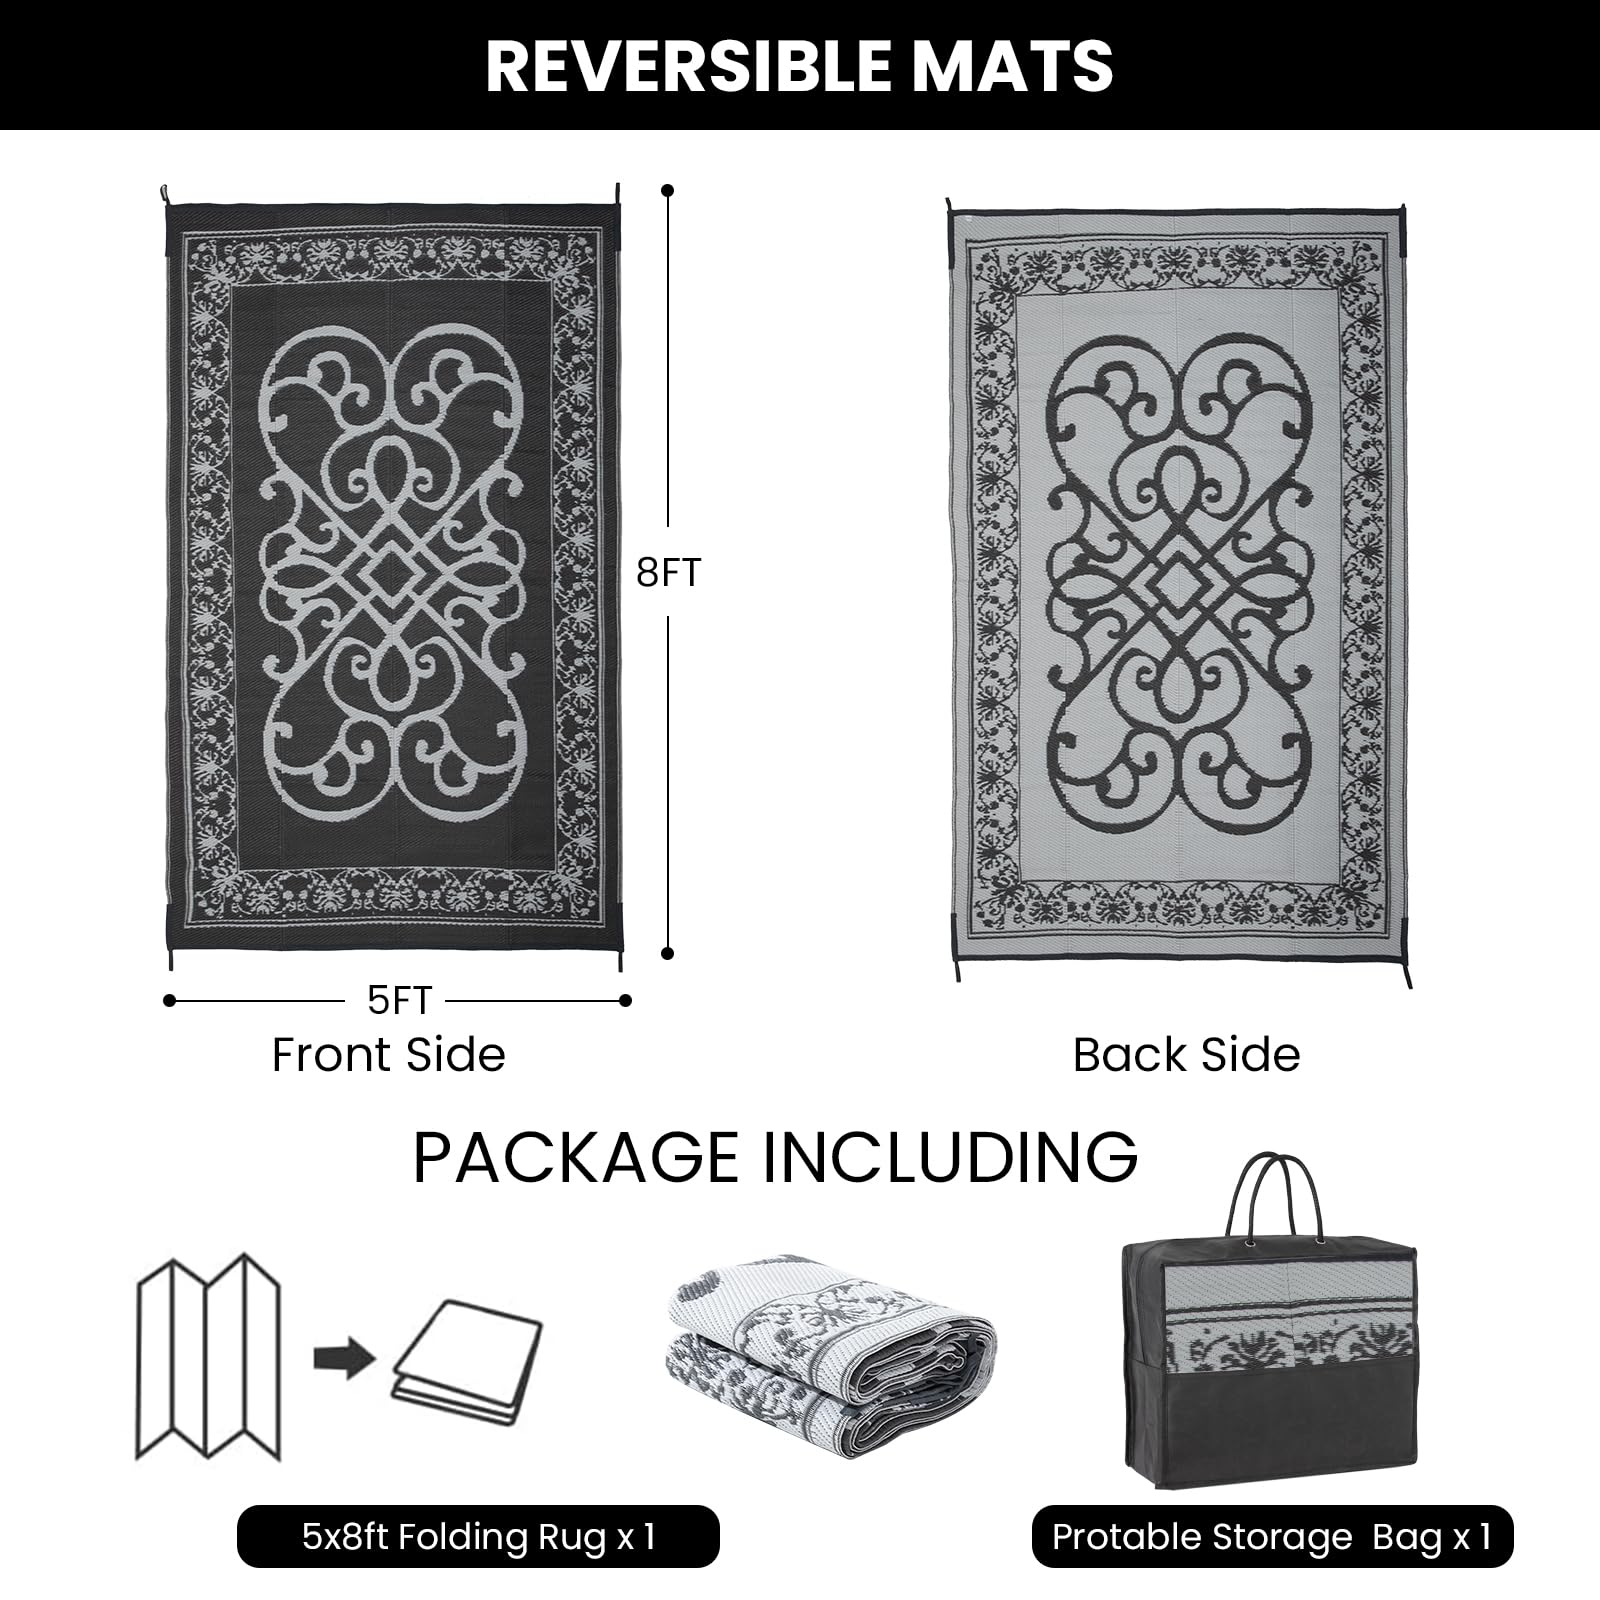 REVERSIBLE MATS
8FT
5FT
Front Side
Back Side
PACKAGE INCLUDING
5x8ft Folding Rug x 1
Protable Storage Bag x 1